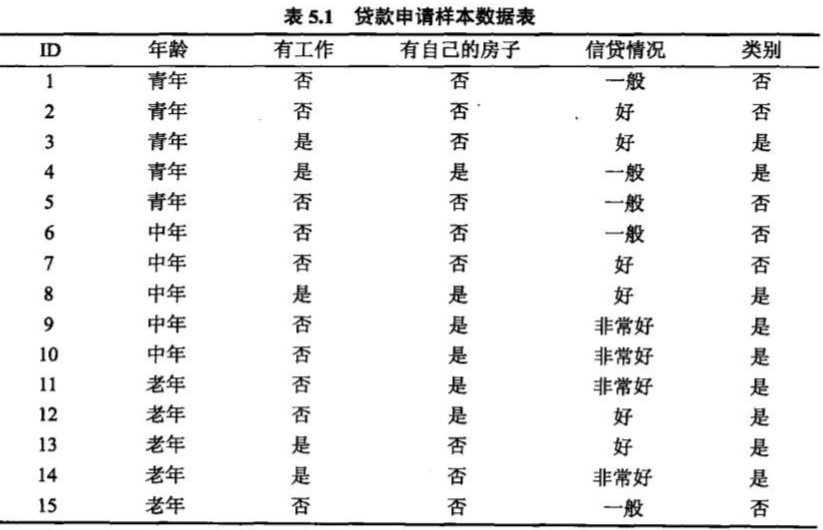 表 5.1 贷款申请样本数据表
ID 年龄 有工作 有自己的房子 信贷情况 类别
1 青年 否 否 一般 否
2 青年 否 否 好 否
3 青年 是 否 好 是
4 青年 是 是 一般 是
5 青年 否 否 一般 否
6 中年 否 否 一般 否
7 中年 否 否 好 否
8 中年 是 是 好 是
9 中年 否 是 非常好 是
10 中年 否 是 非常好 是
11 老年 否 是 非常好 是
12 老年 否 是 好 是
13 老年 是 否 好 是
14 老年 是 否 非常好 是
15 老年 否 否 一般 否